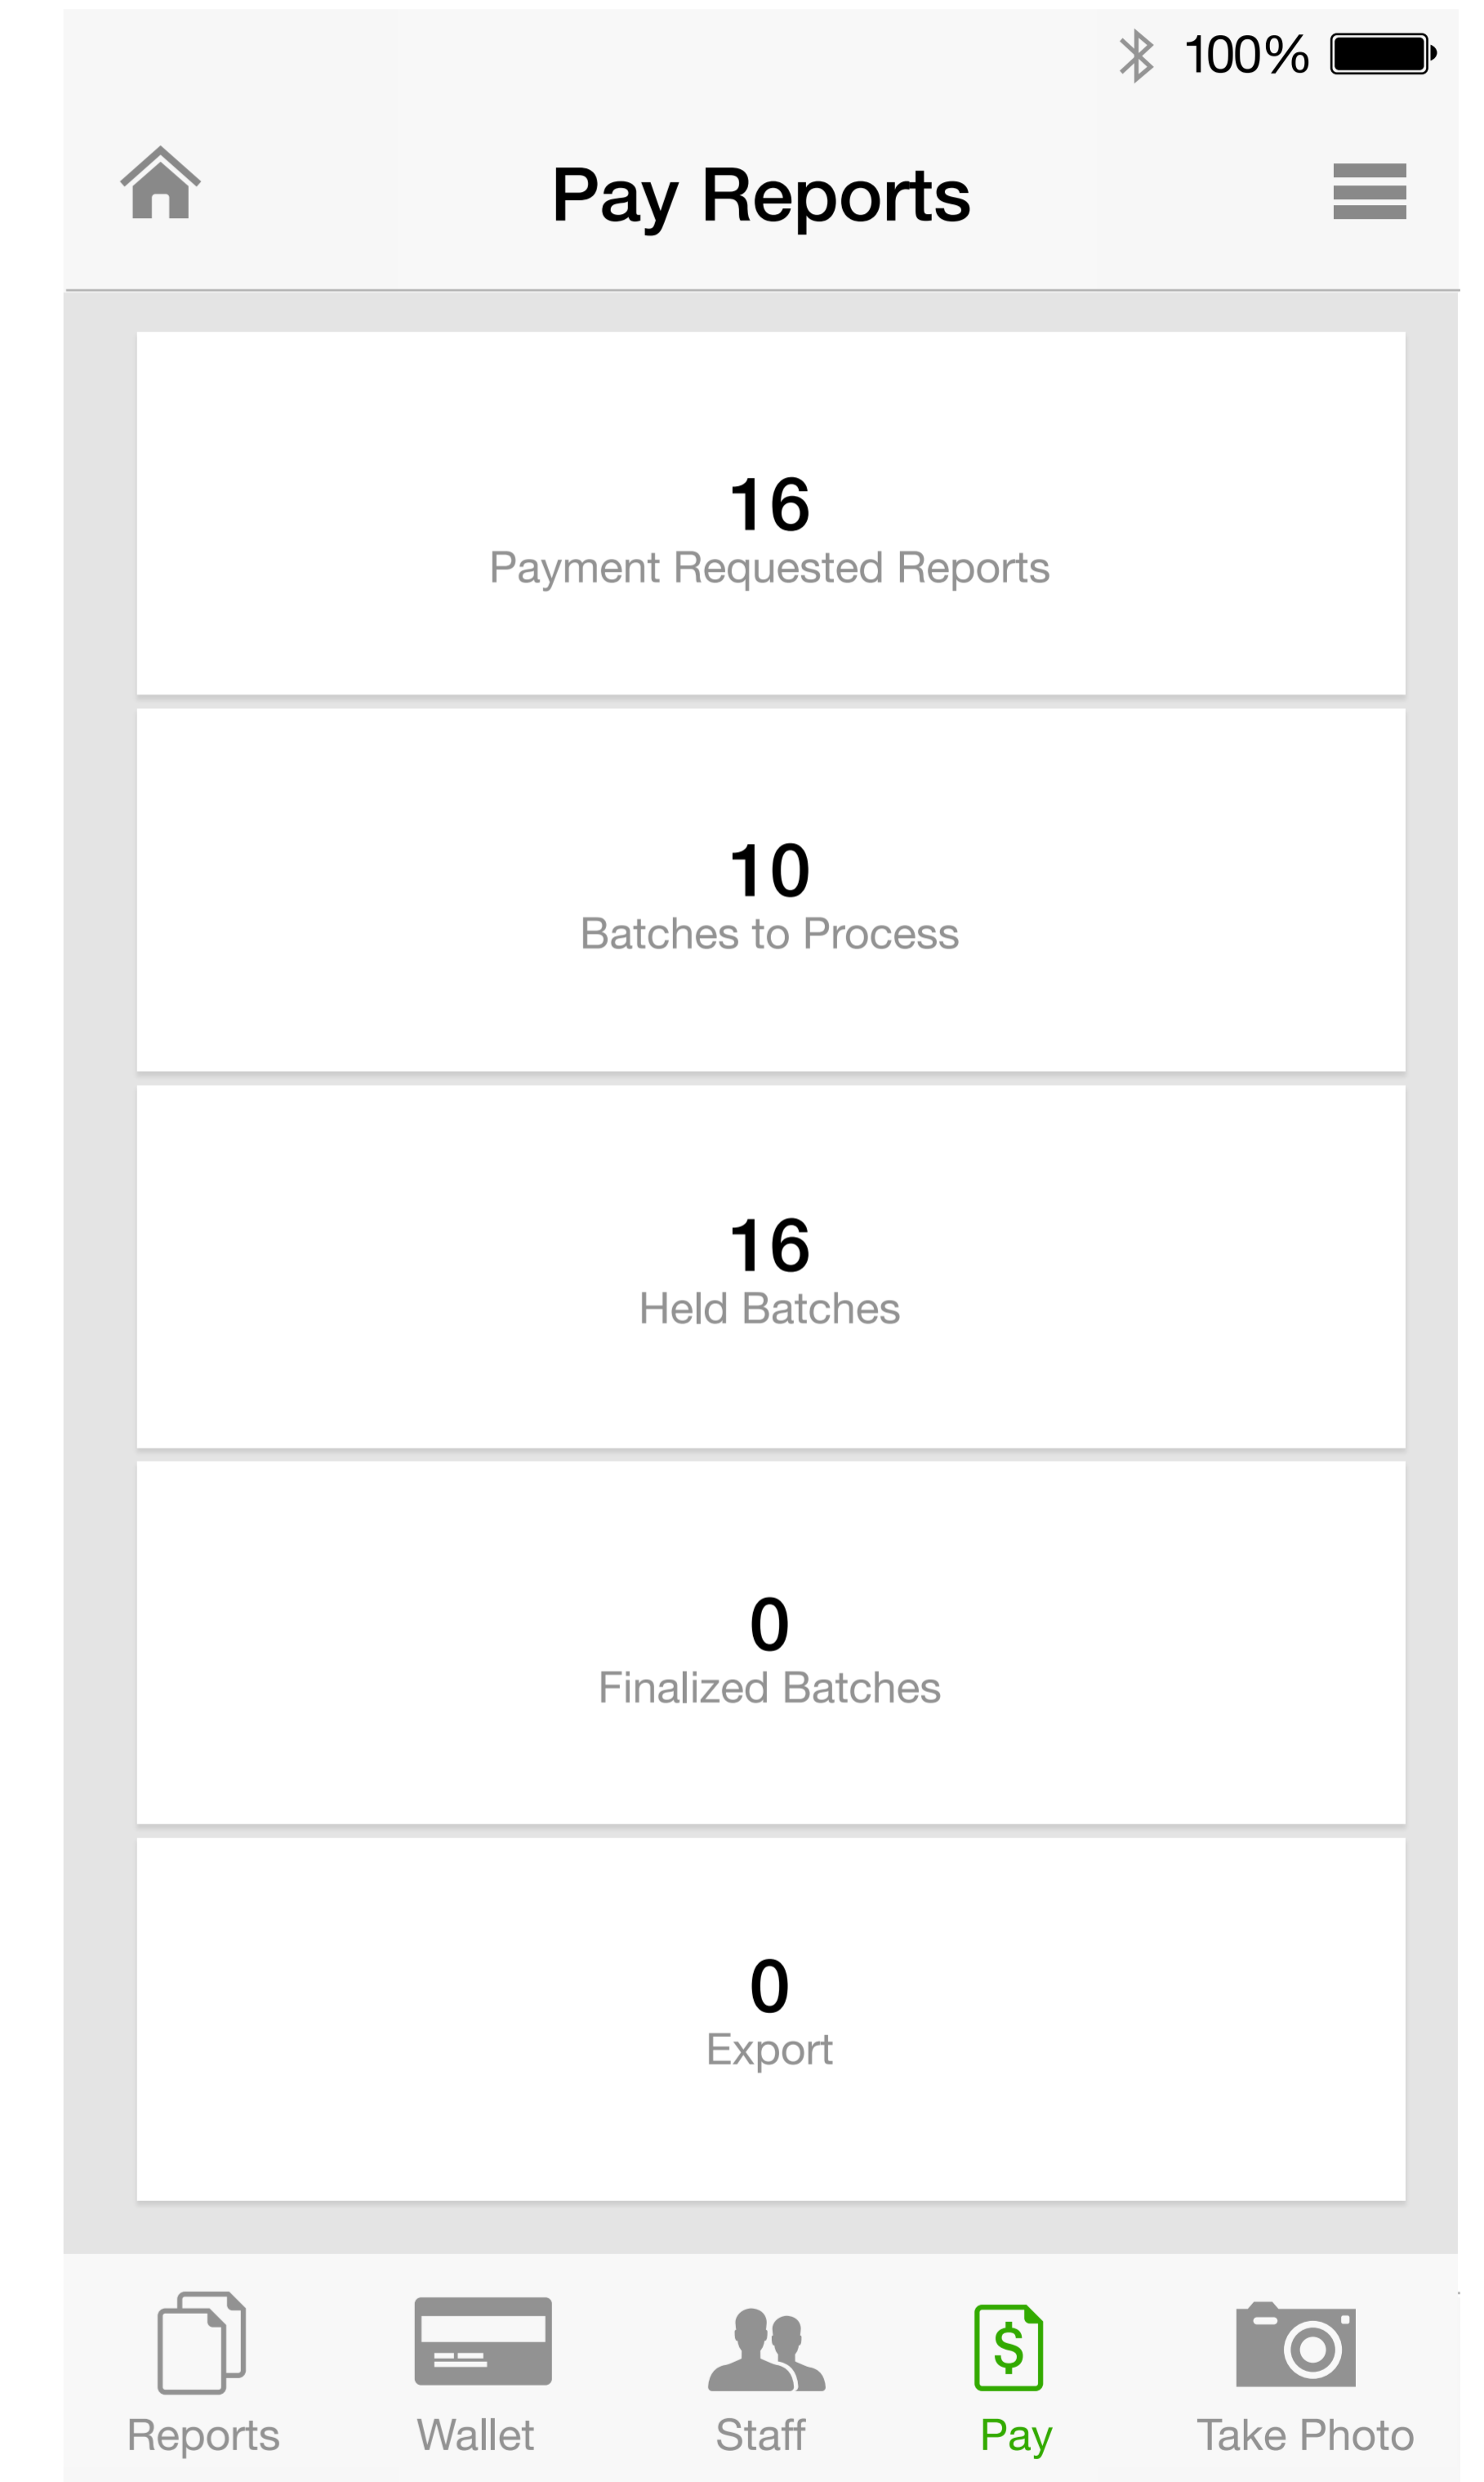 100%
Pay Reports
16
Payment Requested Reports
10
Batches to Process
16
Held Batches
0
Finalized Batches
0
Export
$
Reports Wallet Staff Pay Take Photo